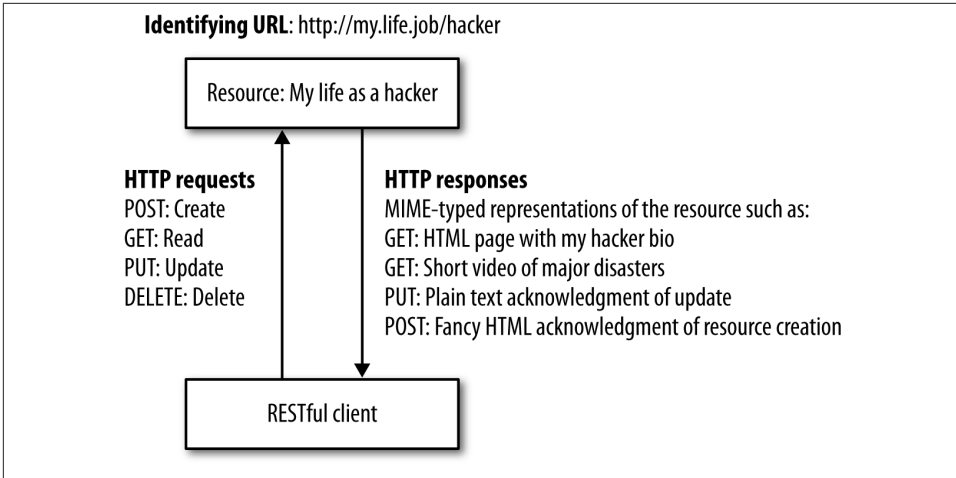 Identifying URL: http://my.life.job/hacker
Resource: My life as a hacker
HTTP requests
POST: Create
GET: Read
PUT: Update
DELETE: Delete
HTTP responses
MIME-typed representations of the resource such as:
GET: HTML page with my hacker bio
GET: Short video of major disasters
PUT: Plain text acknowledgment of update
POST: Fancy HTML acknowledgment of resource creation
RESTful client